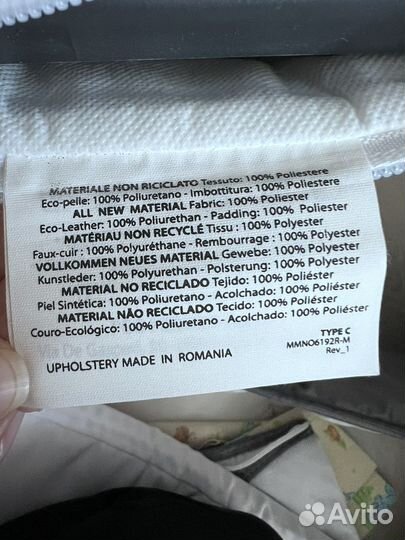 MATERIALE NON RICICLATO Tessuto: 100% Poliestere
Eco-pelle: 100% Poliuretano - Imbottitura: 100% Poliestere
ALL NEW MATERIAL Fabric: 100% Poliester
Eco-Leather: 100% Poliurethan - Padding: 100% Poliester
MATÉRIAU NON RECYCLÉ Tissu : 100% Polyester
Faux-cuir : 100% Polyuréthane - Rembourrage : 100% Polyester
VOLLKOMMEN NEUES MATERIAL Gewebe: 100% Polyester
Kunstleder: 100% Polyurethan - Polsterung: 100% Polyester
MATERIAL NO RECICLADO Tejido: 100% Poliéster
Piel Sintética: 100% Poliuretano - Acolchado: 100% Poliéster
MATERIAL NÃO RECICLADO Tecido: 100% Poliéster
Couro-Ecológico: 100% Poliuretano - Acolchado: 100% Poliéster
TYPE C
MMNO6192R-M
Rev_1
UPHOLSTERY MADE IN ROMANIA
Avito